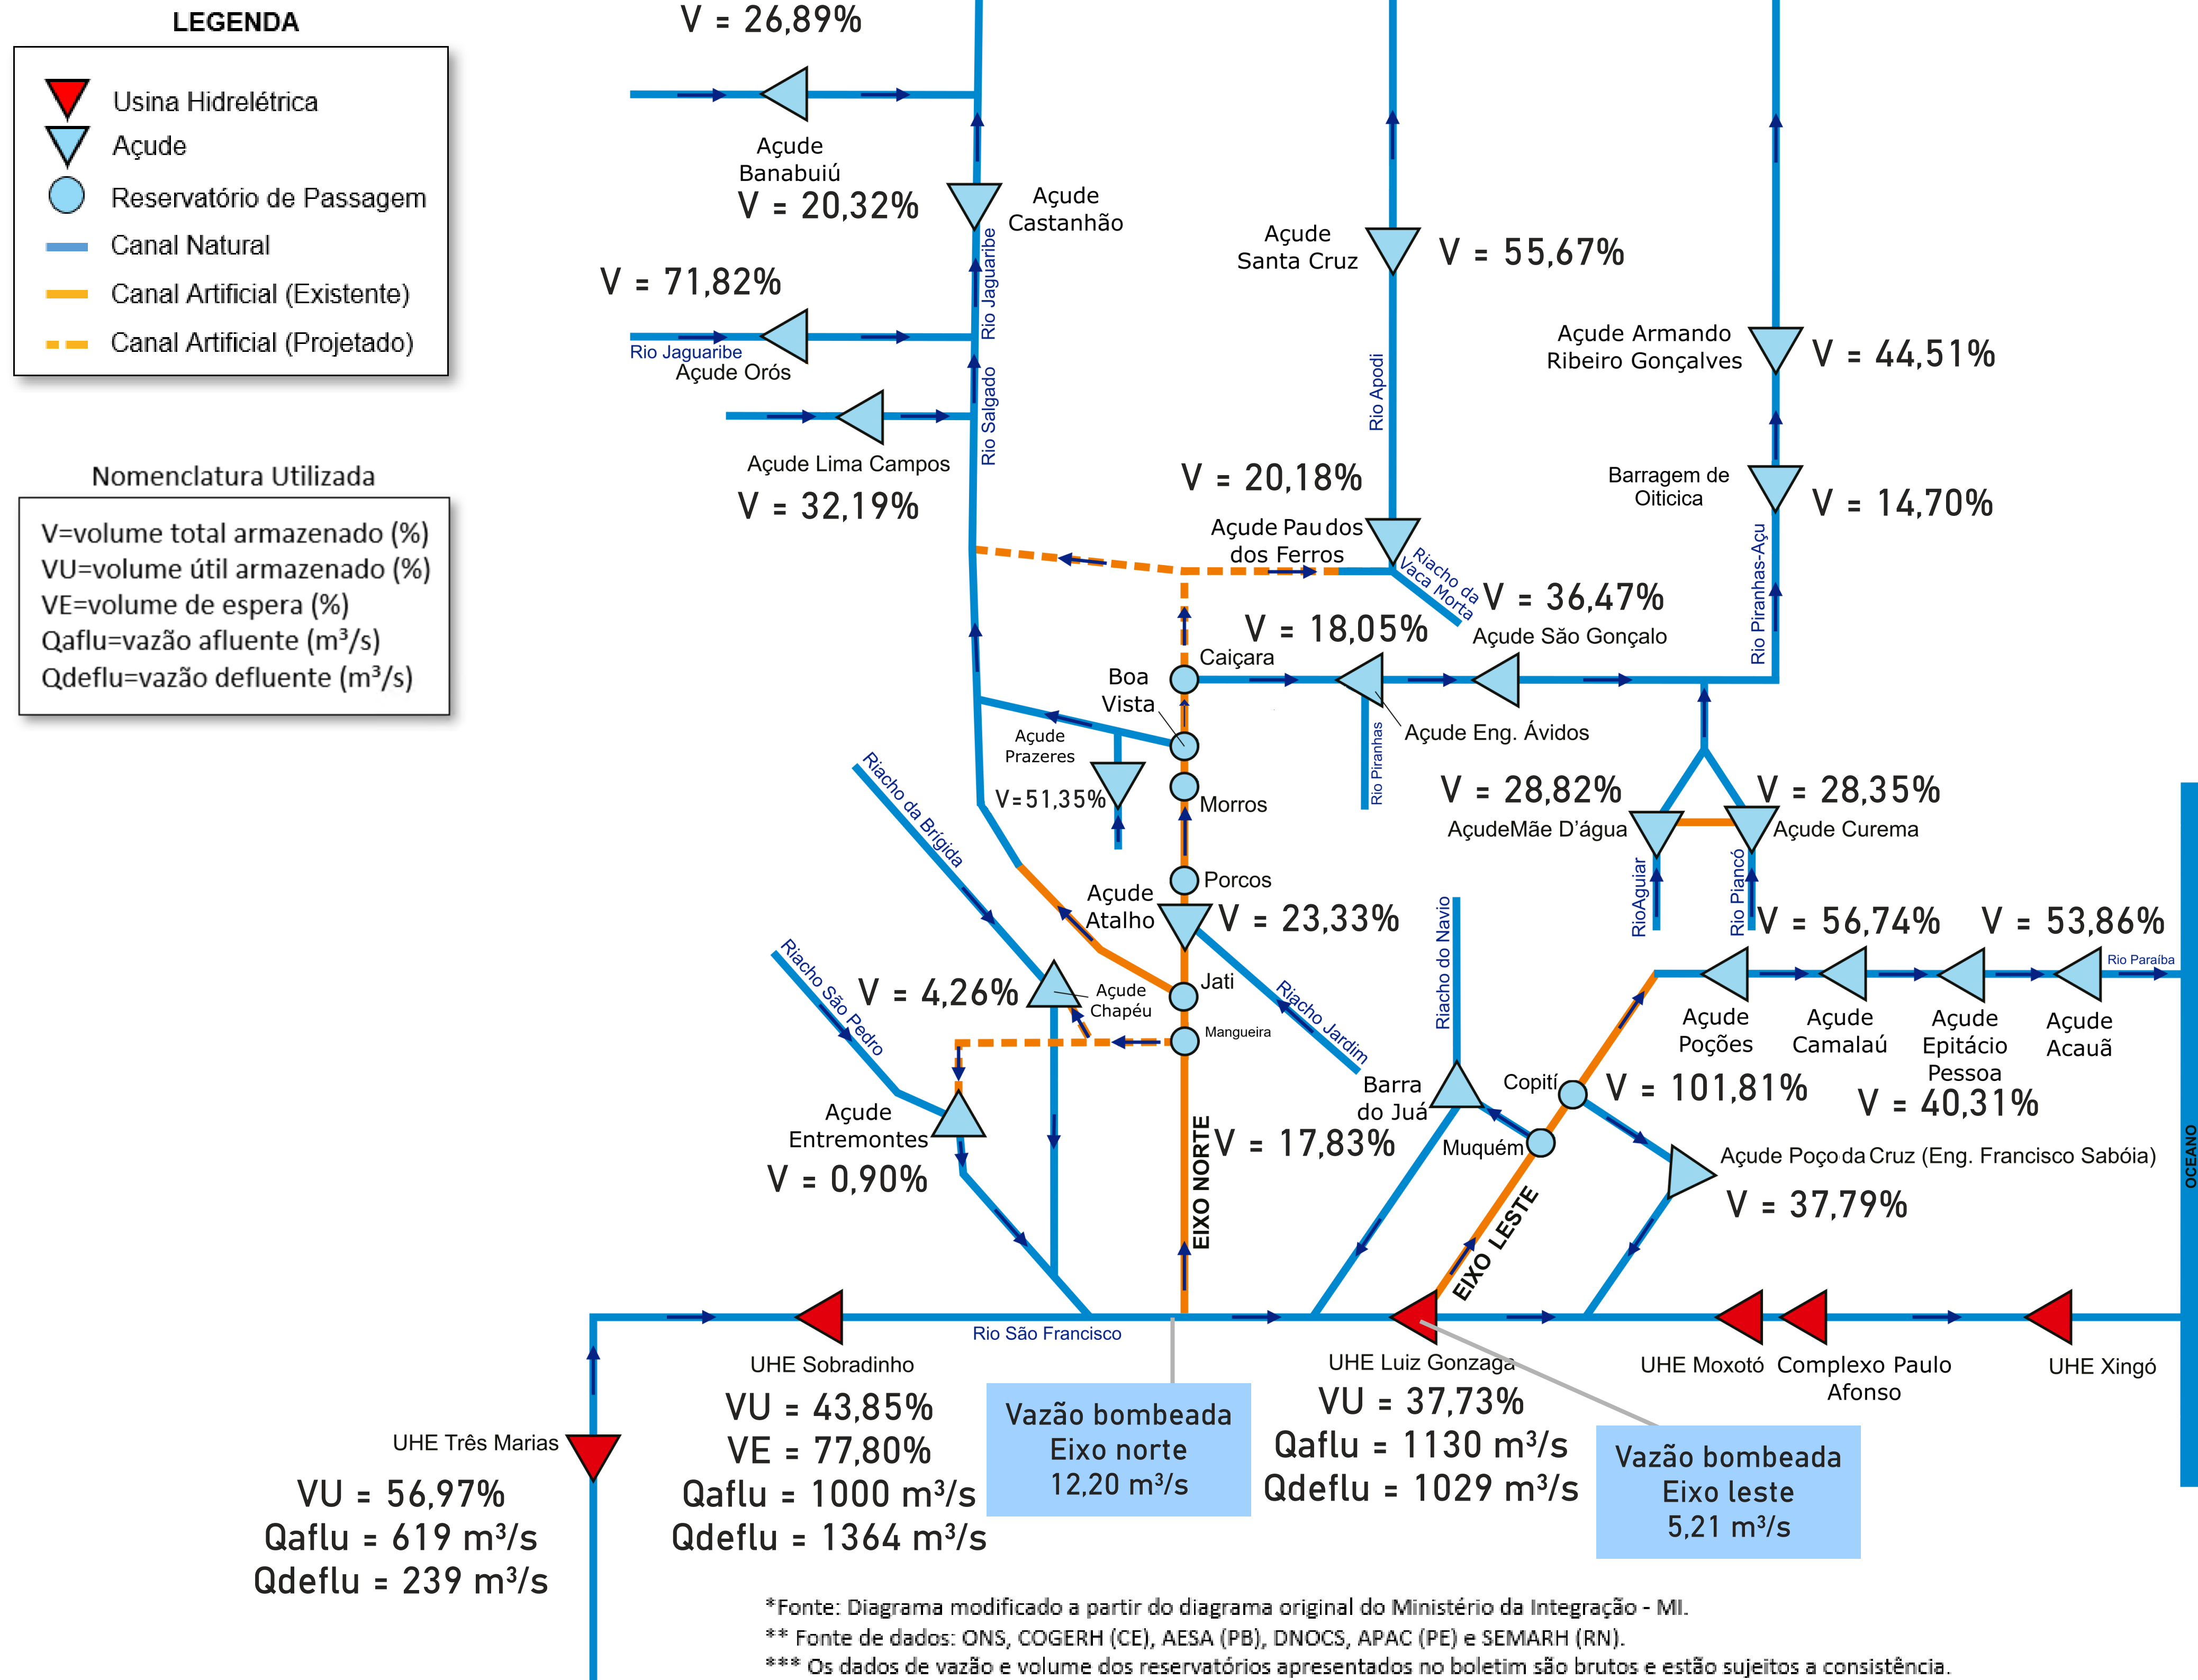 LEGENDA
Usina Hidrelétrica
Açude
Reservatório de Passagem
Canal Natural
Canal Artificial (Existente)
Canal Artificial (Projetado)
Nomenclatura Utilizada
V=volume total armazenado (%)
VU=volume útil armazenado (%)
VE=volume de espera (%)
Qaflu=vazão afluente (m³/s)
Qdeflu=vazão defluente (m³/s)
V = 26,89%
Açude
Banabuiú
V = 20,32%
Açude
Castanhão
Rio Jaguaribe
V = 71,82%
Rio Jaguaribe
Açude Orós
Rio Salgado
Açude Lima Campos
V = 32,19%
Açude
Santa Cruz
V = 55,67%
Rio Apodi
Açude Armando
Ribeiro Gonçalves
V = 44,51%
Barragem de
Oiticica
V = 14,70%
Rio Piranhas-Açu
V = 20,18%
Açude Pau dos
dos Ferros
Riacho da
Vaca Morta
V = 36,47%
Açude São Gonçalo
V = 18,05%
Caiçara
Boa
Vista
Açude Eng. Ávidos
Rio Piranhas
Açude
Prazeres
V=51,35%
Morros
Riacho da Brígida
V = 28,82%
AçudeMãe D'água
V = 28,35%
Açude Curema
RioAguiar
Rio Piancó
Porcos
Açude
Atalho
V = 23,33%
Riacho do Navio
V = 56,74%
V = 53,86%
Rio Paraíba
Riacho São Pedro
V = 4,26%
Açude
Chapéu
Jati
Mangueira
Riacho Jardim
Açude
Poções
Açude
Camalaú
Açude
Epitácio
Pessoa
Açude
Acauã
V = 101,81%
V = 40,31%
Barra
do Juá
Copití
V = 17,83%
Muquém
Açude
Entremontes
V = 0,90%
EIXO NORTE
EIXO LESTE
Açude Poço da Cruz (Eng. Francisco Sabóia)
V = 37,79%
OCEANO
Rio São Francisco
UHE Sobradinho
VU = 43,85%
VE = 77,80%
Qaflu = 1000 m³/s
Qdeflu = 1364 m³/s
UHE Três Marias
VU = 56,97%
Qaflu = 619 m³/s
Qdeflu = 239 m³/s
Vazão bombeada
Eixo norte
12,20 m³/s
UHE Luiz Gonzaga
VU = 37,73%
Qaflu = 1130 m³/s
Qdeflu = 1029 m³/s
Vazão bombeada
Eixo leste
5,21 m³/s
UHE Moxotó
Complexo Paulo
Afonso
UHE Xingó
*Fonte: Diagrama modificado a partir do diagrama original do Ministério da Integração - MI.
** Fonte de dados: ONS, COGERH (CE), AESA (PB), DNOCS, APAC (PE) e SEMARH (RN).
*** Os dados de vazão e volume dos reservatórios apresentados no boletim são brutos e estão sujeitos a consistência.